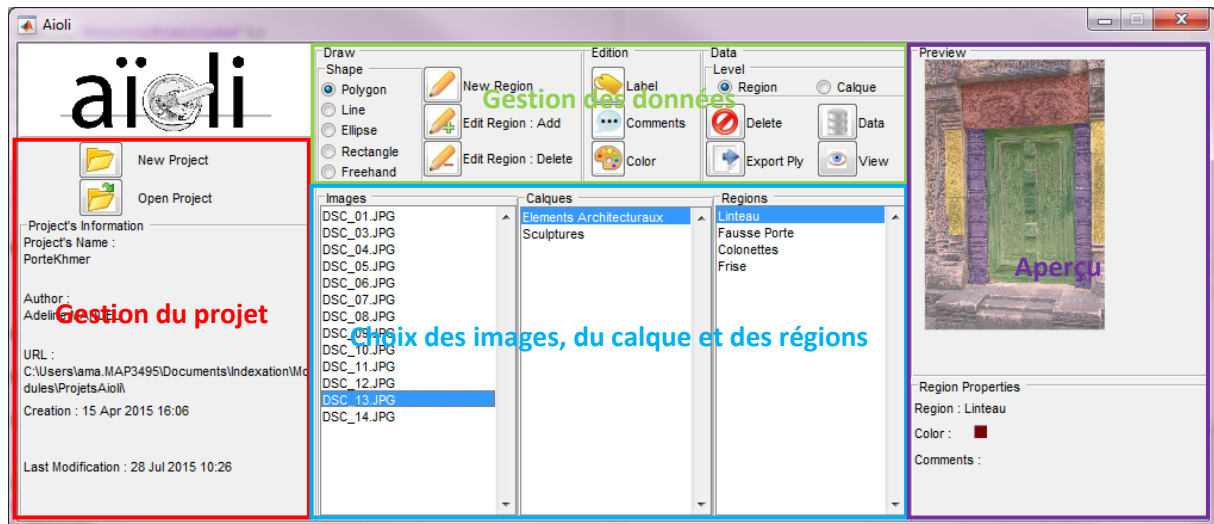 Aioli
aïoli
New Project
Open Project
Project's Information
Project's Name :
PorteKhmer
Author :
Adeline
Gestion du projet
URL :
C:\Users\ama.MAP3495\Documents\Indexation\Mo
dules\ProjetsAioli\
Creation : 15 Apr 2015 16:06
Last Modification : 28 Jul 2015 10:26
Draw
Shape
Polygon
Line
Ellipse
Rectangle
Freehand
New Region
Edit Region : Add
Edit Region : Delete
Gestion des données
Edition
Label
Comments
Color
Data
Level
Region
Calque
Delete
Data
Export Ply
View
Images
DSC_01.JPG
DSC_03.JPG
DSC_04.JPG
DSC_05.JPG
DSC_06.JPG
DSC_07.JPG
DSC_08.JPG
DSC_09.JPG
DSC_10.JPG
DSC_11.JPG
DSC_12.JPG
DSC_13.JPG
DSC_14.JPG
Choix des images, du calque et des régions
Calques
Elements Architecturaux
Sculptures
Regions
Linteau
Fausse Porte
Colonettes
Frise
Preview
Aperçu
Region Properties
Region : Linteau
Color :
Comments :